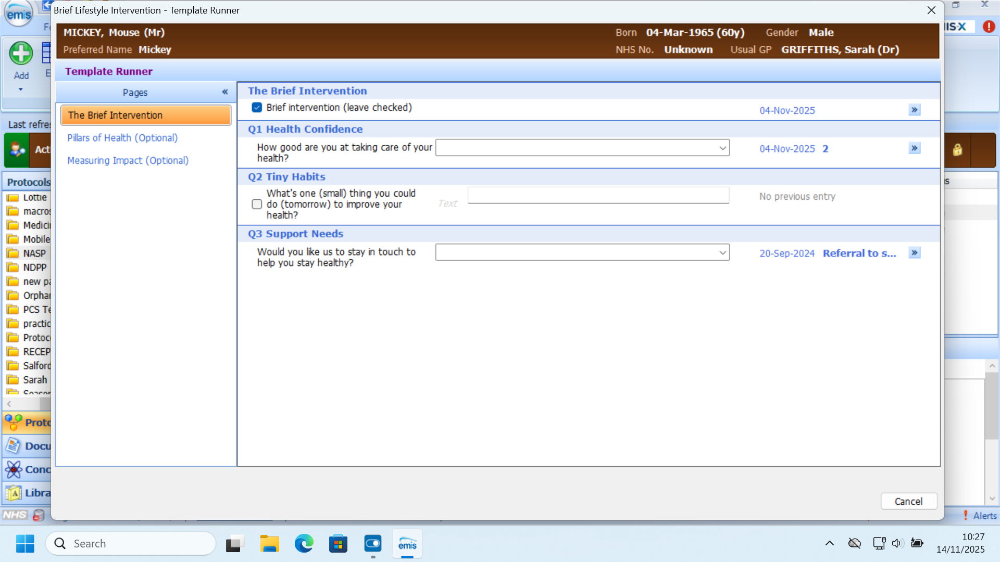 Brief Lifestyle Intervention - Template Runner
emis
MICKEY, Mouse (Mr)
Born 04-Mar-1965 (60y) Gender Male
Preferred Name Mickey
NHS No. Unknown Usual GP GRIFFITHS, Sarah (Dr)
IS-X
Add
Template Runner
Pages «
The Brief Intervention
Pillars of Health (Optional)
Measuring Impact (Optional)
The Brief Intervention
Brief intervention (leave checked)
04-Nov-2025 »
Q1 Health Confidence
How good are you at taking care of your
health?
04-Nov-2025 2 »
Q2 Tiny Habits
What's one (small) thing you could
do (tomorrow) to improve your
health?
Text
No previous entry
Q3 Support Needs
Would you like us to stay in touch to
help you stay healthy?
20-Sep-2024 Referral to s... »
Last refres
Act
Protocols
Lottie
macros
Medici
Mobile
NASP
NDPP
new pa
Orphan
PCS Te
practic
Protoc
RECEP
Salford
Sarah
Season
Proto
Docu
Conc
Libra
Cancel
NHS
Alerts
Search
emis
10:27
14/11/2025